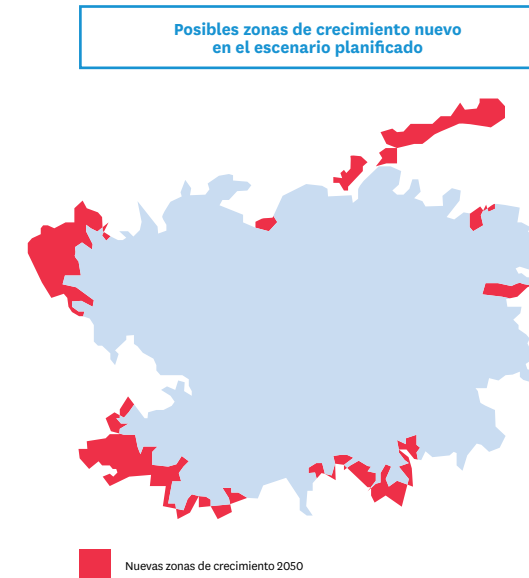 Posibles zonas de crecimiento nuevo
en el escenario planificado
Nuevas zonas de crecimiento 2050